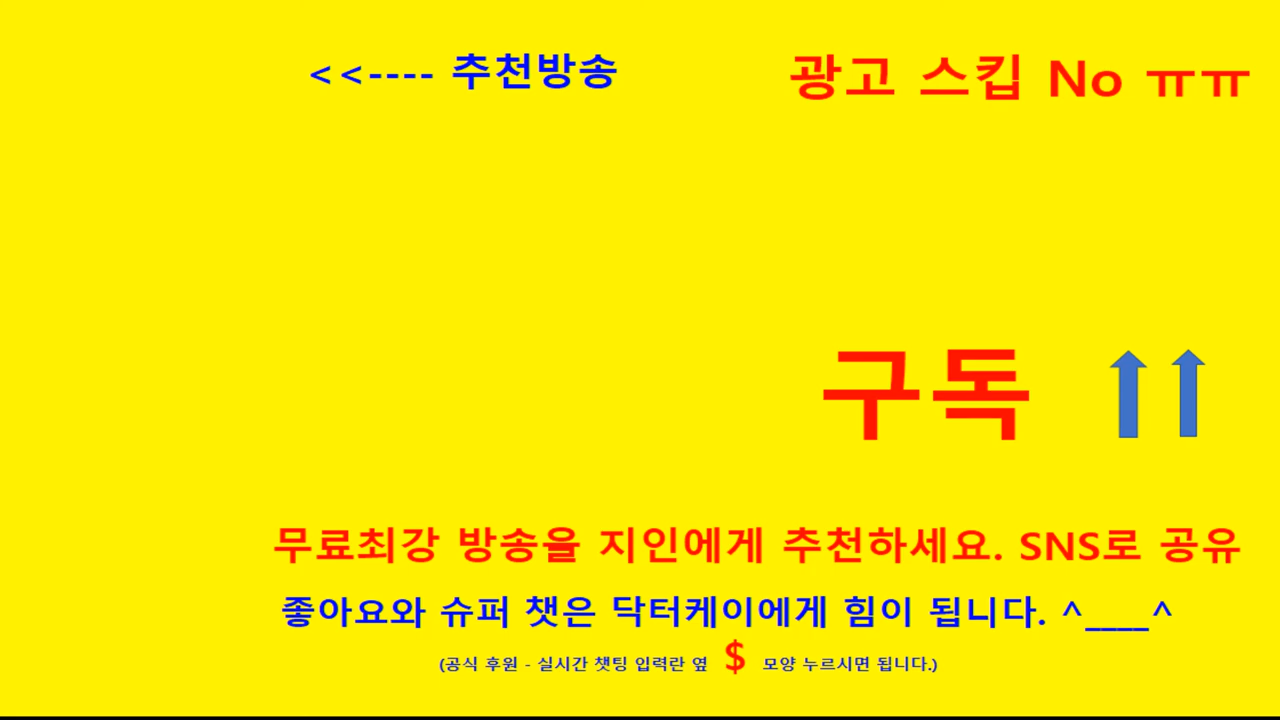 <<---- 추천방송
광고 스킵 No ㅠㅠ
구독
무료최강 방송을 지인에게 추천하세요. SNS로 공유
좋아요와 슈퍼 챗은 닥터케이에게 힘이 됩니다. ^____^
(공식 후원 - 실시간 챗팅 입력란 옆 $ 모양 누르시면 됩니다.)